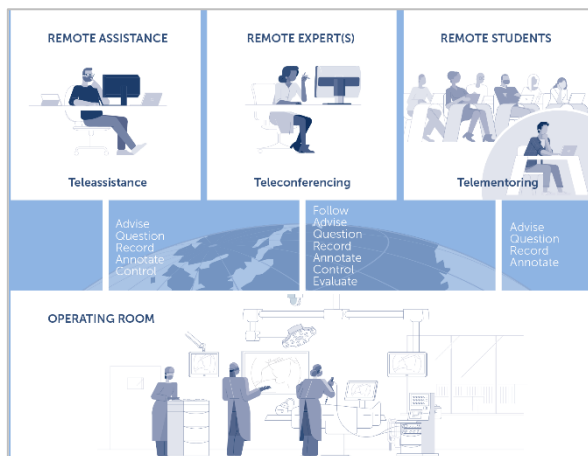 REMOTE ASSISTANCE
REMOTE EXPERT(S)
REMOTE STUDENTS
Teleassistance
Teleconferencing
Telementoring
Advise
Question
Record
Annotate
Control
Follow
Advise
Question
Record
Annotate
Control
Evaluate
Advise
Question
Record
Annotate
OPERATING ROOM